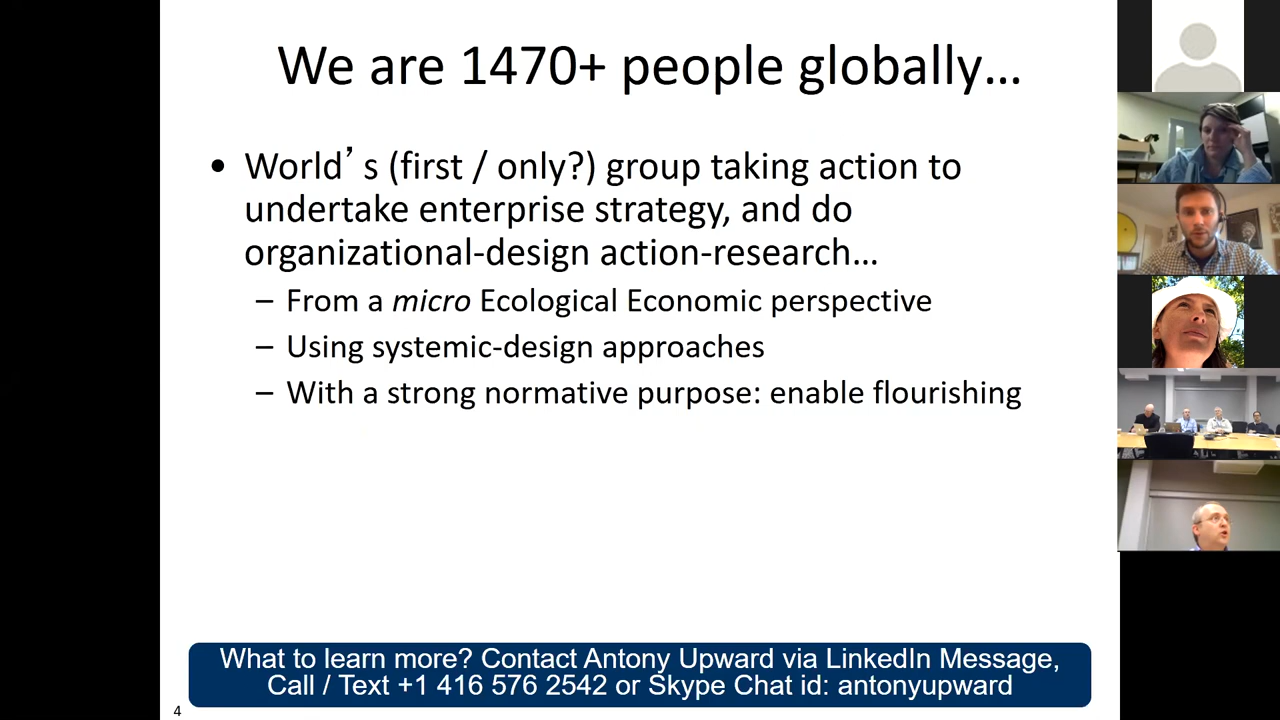 We are 1470+ people globally…
• World’s (first / only?) group taking action to
undertake enterprise strategy, and do
organizational-design action-research…
– From a micro Ecological Economic perspective
– Using systemic-design approaches
– With a strong normative purpose: enable flourishing
What to learn more? Contact Antony Upward via LinkedIn Message,
Call / Text +1 416 576 2542 or Skype Chat id: antonyupward
4